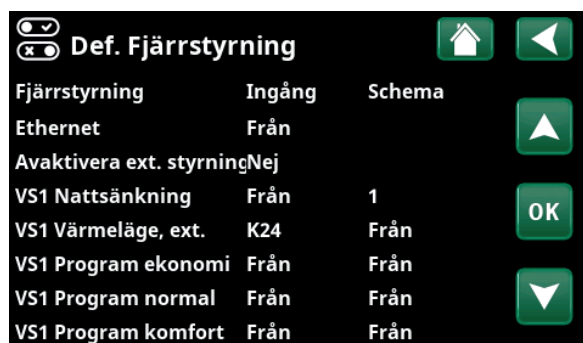 Def. Fjärrstyrning
Fjärrstyrning Ingång Schema
Ethernet Från
Avaktivera ext. styrning Nej
VS1 Nattsänkning Från 1
VS1 Värmeläge, ext. K24 Från
VS1 Program ekonomi Från Från
VS1 Program normal Från Från
VS1 Program komfort Från Från
OK